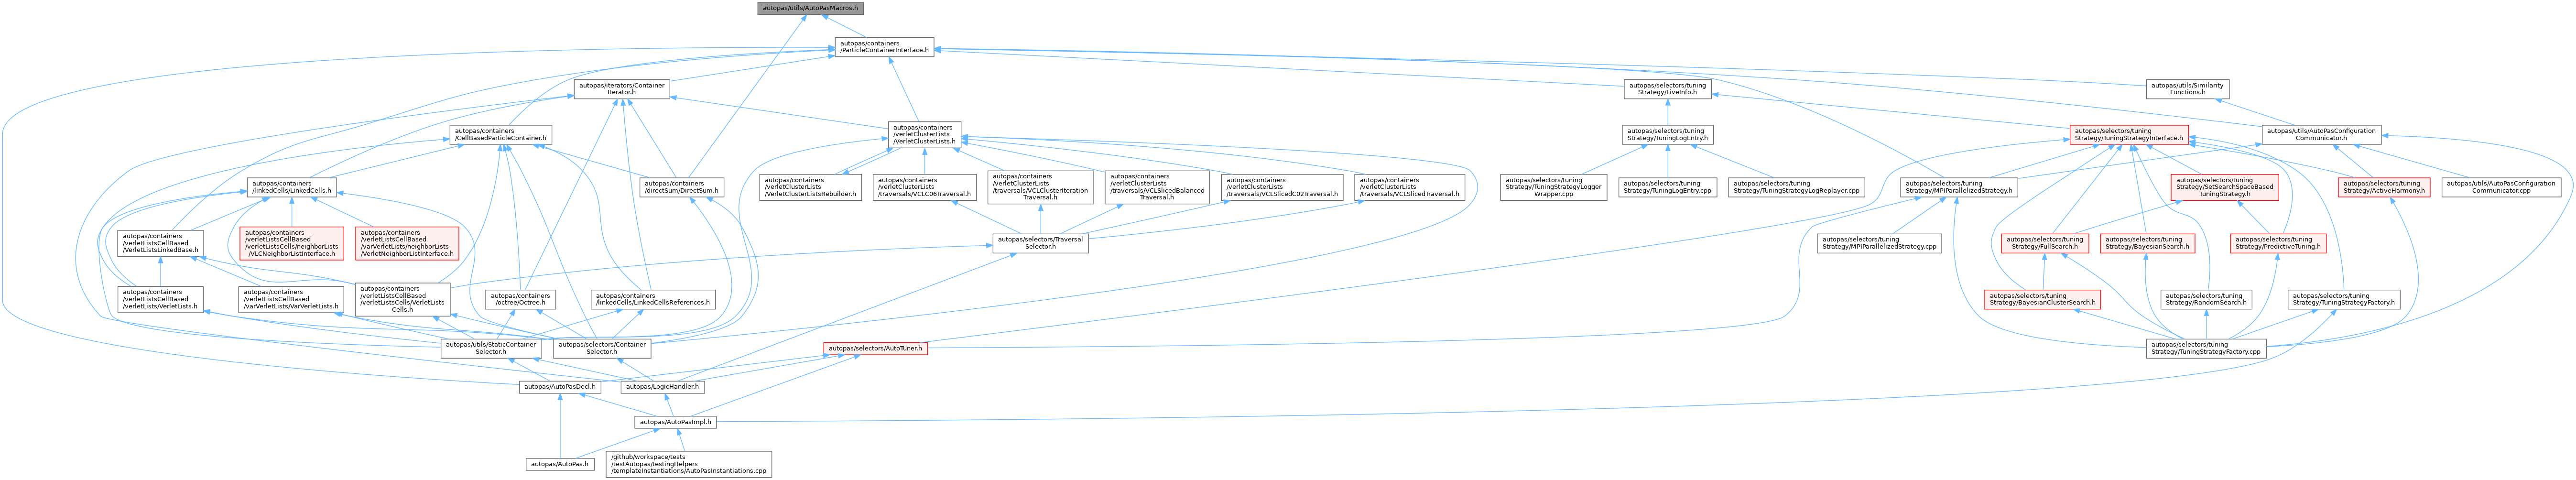 autopas/utils/AutoPasMacros.h
autopas/containers
/ParticleContainerInterface.h
autopas/iterators/Container
Iterator.h
autopas/selectors/tuning
Strategy/LiveInfo.h
autopas/utils/Similarity
Functions.h
autopas/containers
/CellBasedParticleContainer.h
autopas/containers
/verletClusterLists
/VerletClusterLists.h
autopas/selectors/tuning
Strategy/TuningLogEntry.h
autopas/selectors/tuning
Strategy/TuningStrategyInterface.h
autopas/utils/AutoPasConfiguration
Communicator.h
autopas/containers
/linkedCells/LinkedCells.h
autopas/containers
/directSum/DirectSum.h
autopas/containers
/verletClusterLists
/VerletClusterListsRebuilder.h
autopas/containers
/verletClusterLists
/traversals/VCLC06Traversal.h
autopas/containers
/verletClusterLists
/traversals/VCLClusterIteration
Traversal.h
autopas/containers
/verletClusterLists
/traversals/VCLSlicedBalanced
Traversal.h
autopas/containers
/verletClusterLists
/traversals/VCLSlicedC02Traversal.h
autopas/containers
/verletClusterLists
/traversals/VCLSlicedTraversal.h
autopas/selectors/tuning
Strategy/TuningStrategyLogger
Wrapper.cpp
autopas/selectors/tuning
Strategy/TuningLogEntry.cpp
autopas/selectors/tuning
Strategy/TuningStrategyLogReplayer.cpp
autopas/selectors/tuning
Strategy/MPIParallelizedStrategy.h
autopas/selectors/tuning
Strategy/SetSearchSpaceBased
TuningStrategy.h
autopas/selectors/tuning
Strategy/ActiveHarmony.h
autopas/utils/AutoPasConfiguration
Communicator.cpp
autopas/containers
/verletListsCellBased
/VerletListsLinkedBase.h
autopas/containers
/verletListsCellBased
/verletListsCells/neighborLists
/VLCNeighborListInterface.h
autopas/containers
/verletListsCellBased
/varVerletLists/neighborLists
/VerletNeighborListInterface.h
autopas/selectors/Traversal
Selector.h
autopas/selectors/tuning
Strategy/MPIParallelizedStrategy.cpp
autopas/selectors/tuning
Strategy/FullSearch.h
autopas/selectors/tuning
Strategy/BayesianSearch.h
autopas/selectors/tuning
Strategy/PredictiveTuning.h
autopas/containers
/verletListsCellBased
/verletLists/VerletLists.h
autopas/containers
/verletListsCellBased
/varVerletLists/VarVerletLists.h
autopas/containers
/verletListsCellBased
/verletListsCells/VerletLists
Cells.h
autopas/containers
/octree/Octree.h
autopas/containers
/linkedCells/LinkedCellsReferences.h
autopas/selectors/tuning
Strategy/BayesianClusterSearch.h
autopas/selectors/tuning
Strategy/RandomSearch.h
autopas/selectors/tuning
Strategy/TuningStrategyFactory.h
autopas/utils/StaticContainer
Selector.h
autopas/selectors/Container
Selector.h
autopas/selectors/AutoTuner.h
autopas/selectors/tuning
Strategy/TuningStrategyFactory.cpp
autopas/AutoPasDecl.h
autopas/LogicHandler.h
autopas/AutoPasImpl.h
autopas/AutoPas.h
/github/workspace/tests
/testAutopas/testingHelpers
/templateInstantiations/AutoPasInstantiations.cpp